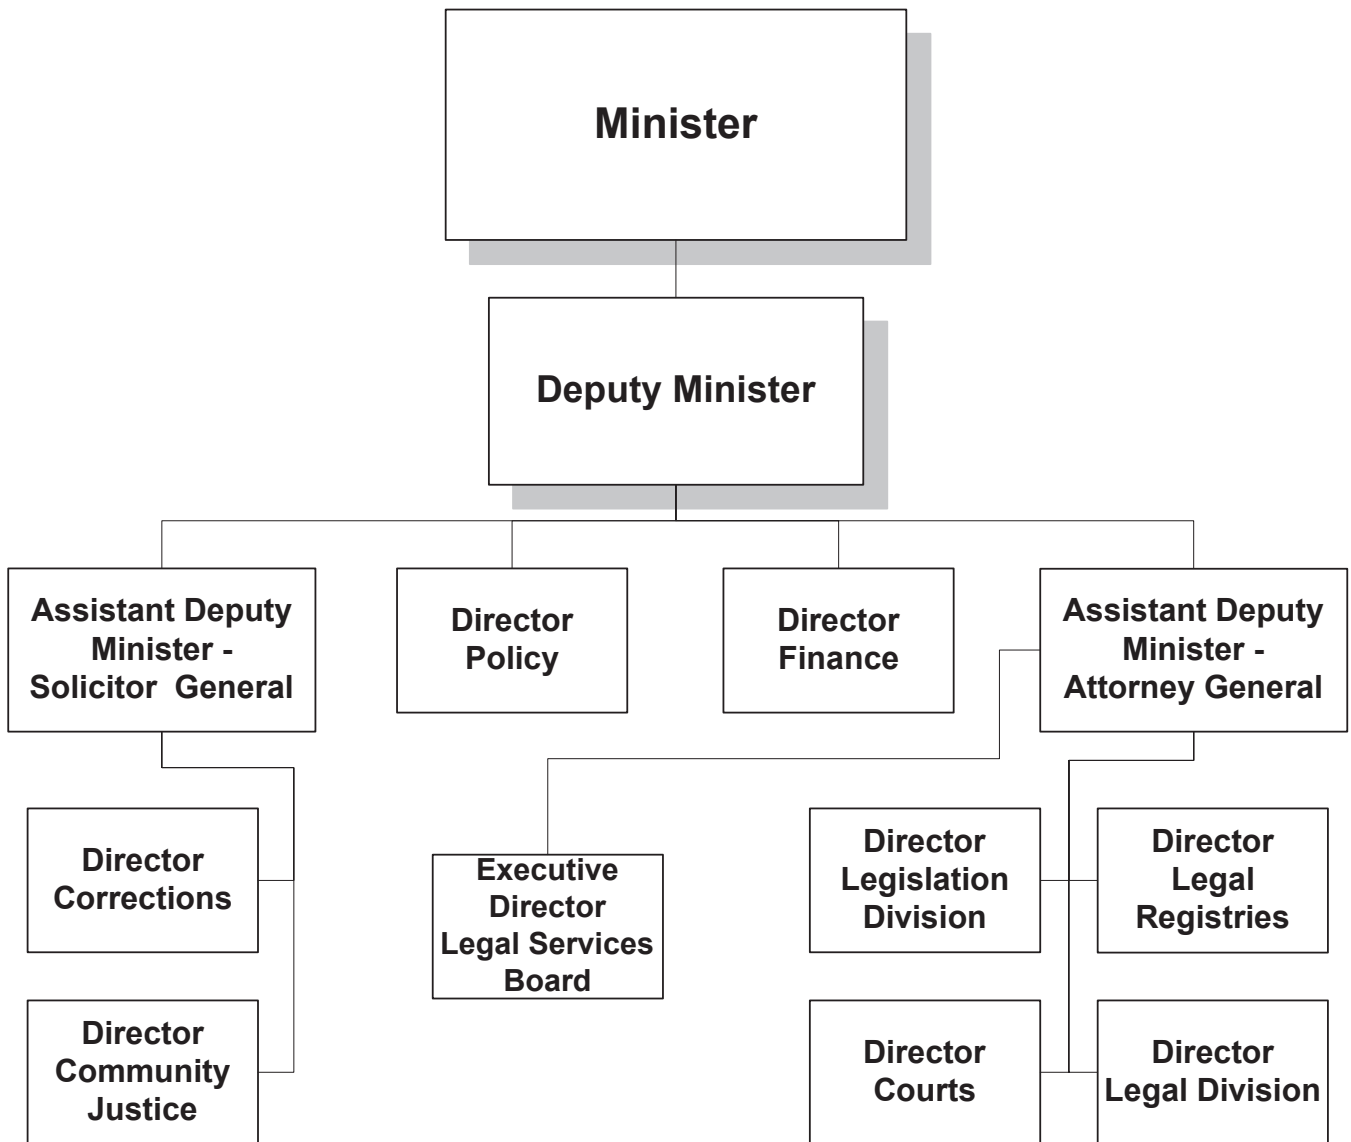 Minister
Deputy Minister
Assistant Deputy
Minister -
Solicitor  General
Director
Policy
Director
Finance
Assistant Deputy
Minister -
Attorney General
Director
Corrections
Executive
Director
Legal Services
Board
Director
Legislation
Division
Director
Legal
Registries
Director
Community
Justice
Director
Courts
Director
Legal Division